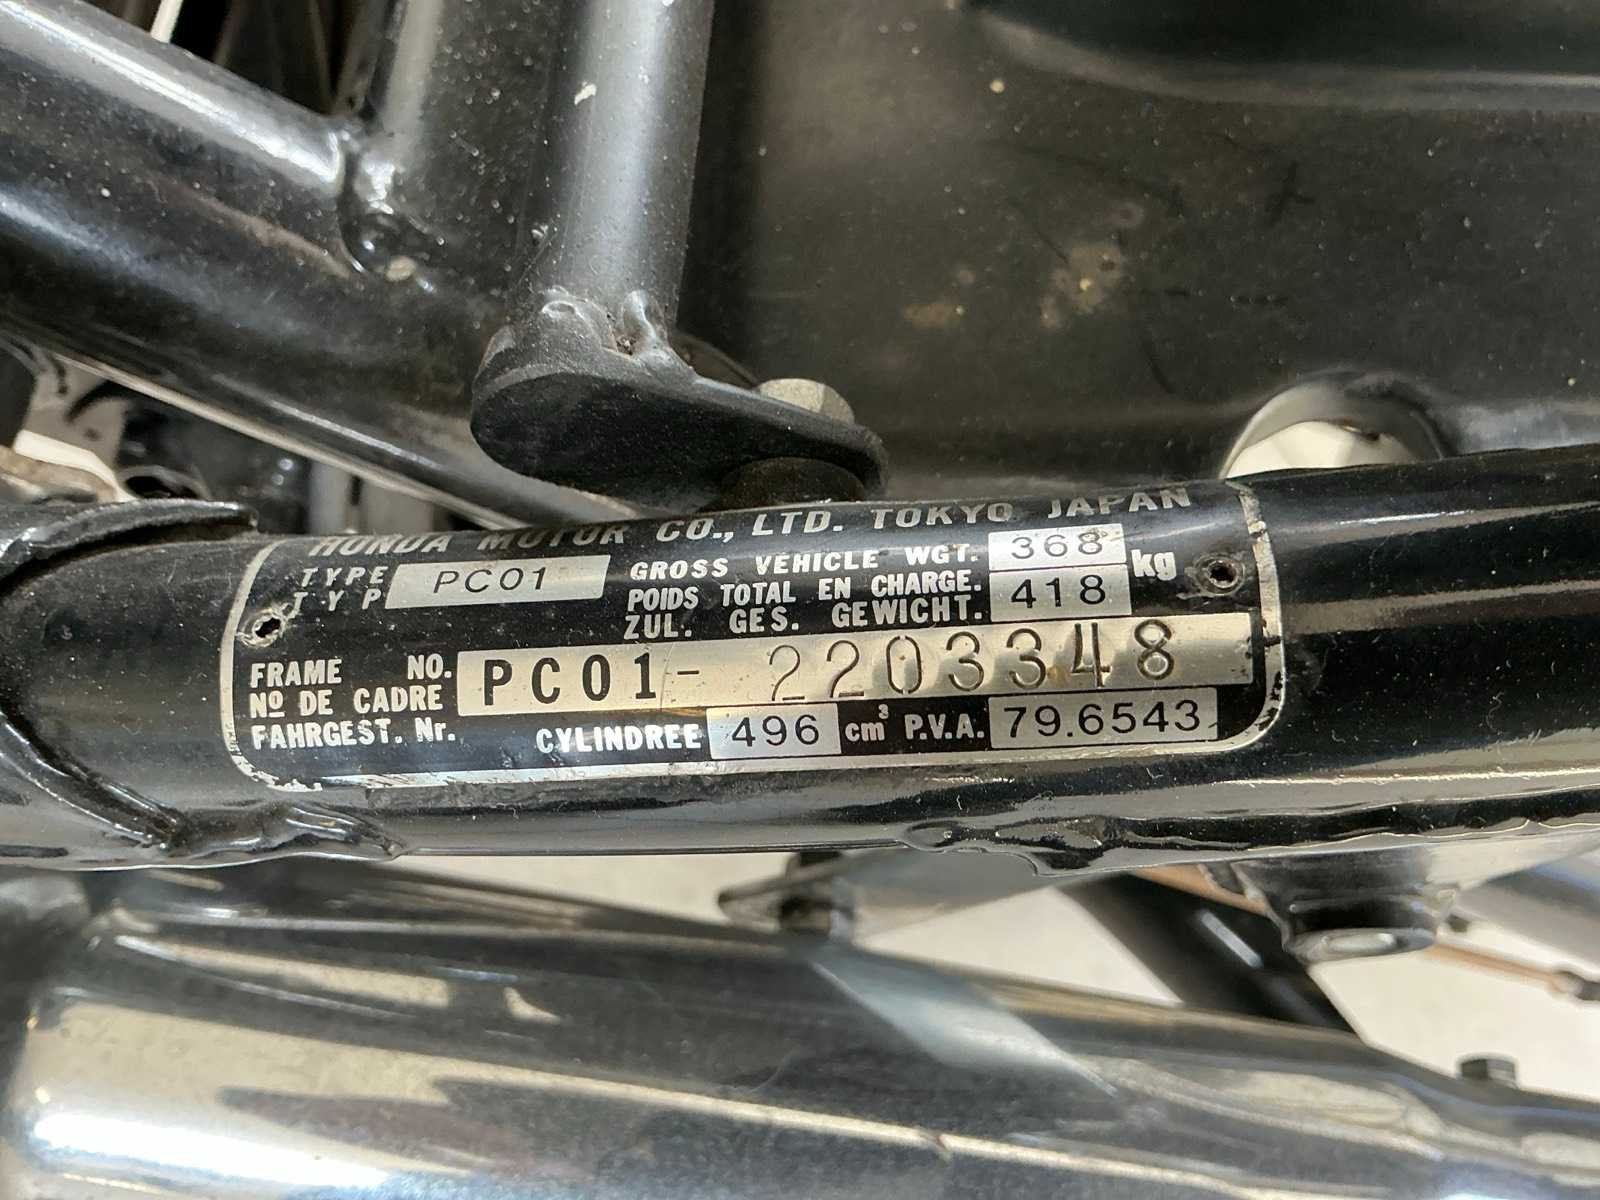 HONDA MOTOR CO., LTD. TOKYO JAPAN
TYPE
TYP PC01
GROSS VEHICLE WGT. 368 kg
POIDS TOTAL EN CHARGE.
ZUL. GES. GEWICHT. 418
FRAME NO.
Nº DE CADRE
FAHRGEST. Nr.
PC01- 2203348
CYLINDREE 496 cm³ P.V.A. 79.6543